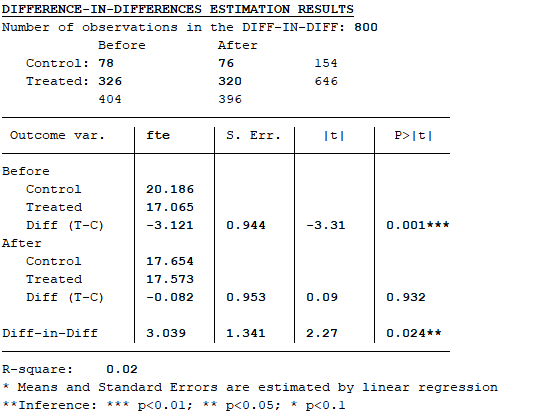 DIFFERENCE-IN-DIFFERENCES ESTIMATION RESULTS
Number of observations in the DIFF-IN-DIFF: 800
Before After
Control: 78 76 154
Treated: 326 320 646
404 396
Outcome var. fte S. Err. |t| P>|t|
Before
Control 20.186
Treated 17.065
Diff (T-C) -3.121 0.944 -3.31 0.001***
After
Control 17.654
Treated 17.573
Diff (T-C) -0.082 0.953 0.09 0.932
Diff-in-Diff 3.039 1.341 2.27 0.024**
R-square: 0.02
* Means and Standard Errors are estimated by linear regression
**Inference: *** p<0.01; ** p<0.05; * p<0.1